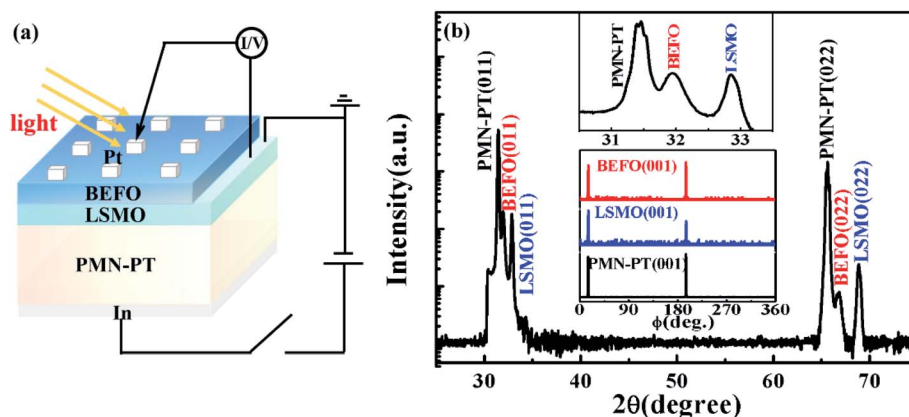 (a)
I/V
light
Pt
BEFO
LSMO
PMN-PT
In
(b)
Intensity(a.u.)
PMN-PT(011)
BEFO(011)
LSMO(011)
PMN-PT
BEFO
LSMO
31 32 33
BEFO(001)
LSMO(001)
PMN-PT(001)
0 90 180 270 360
ϕ(deg.)
PMN-PT(022)
BEFO(022)
LSMO(022)
30 40 50 60 70
2θ(degree)